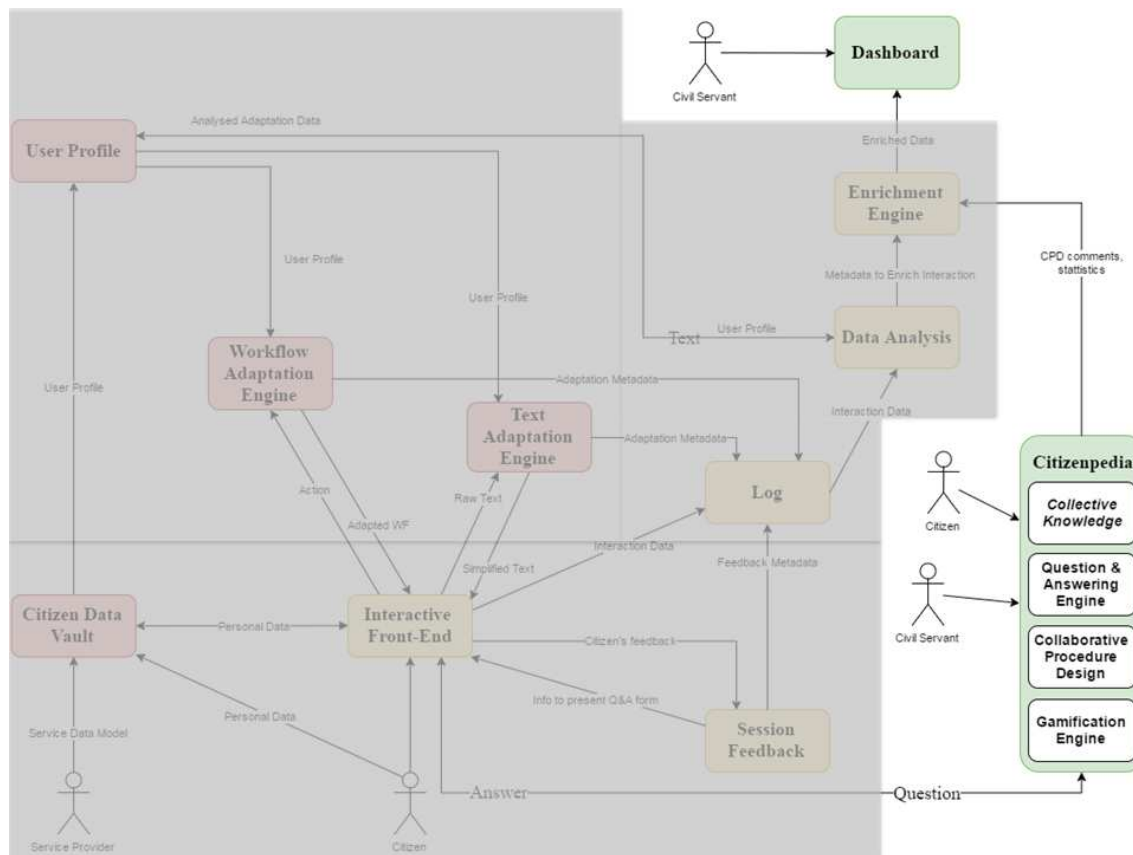 Civil Servant
Dashboard
Analysed Adaptation Data
Enriched Data
User Profile
Enrichment
Engine
User Profile
CPD comments,
stattistics
Metadata to Enrich Interaction
User Profile
Text
User Profile
Data Analysis
Workflow
Adaptation
Engine
User Profile
Adaptation Metadata
Interaction Data
Text
Adaptation
Engine
Adaptation Metadata
Citizenpedia
Action
Raw Text
Log
Collective
Knowledge
Citizen
Adapted WF
Interaction Data
Simplified Text
Feedback Metadata
Question &
Answering
Engine
Citizen Data
Vault
Personal Data
Interactive
Front-End
Citizen's feedback
Civil Servant
Collaborative
Procedure
Design
Info to present Q&A form
Personal Data
Service Data Model
Session
Feedback
Gamification
Engine
Answer
Question
Service Provider
Citizen